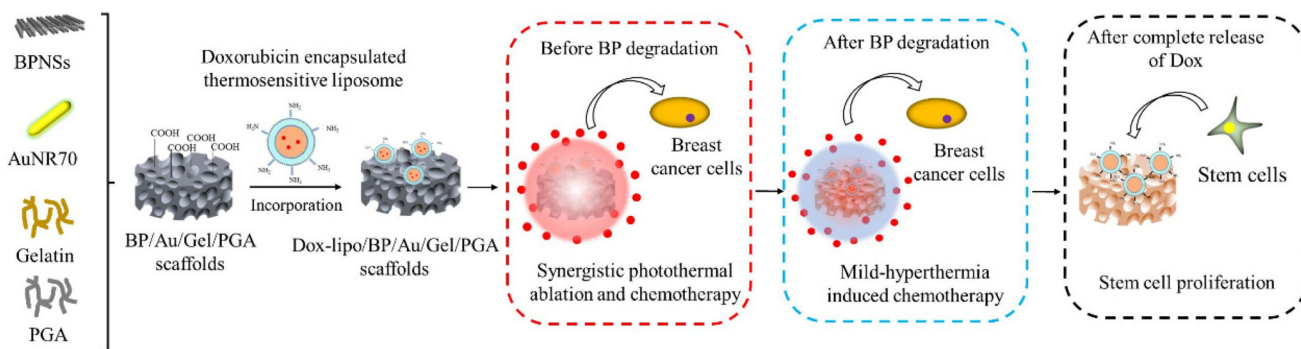 BPNSs
AuNR70
Gelatin
PGA
Doxorubicin encapsulated
thermosensitive liposome
COOH
COOH
COOH
COOH
NH₂
H₂N
NH₂
NH₂
NH₂
NH₂
Incorporation
BP/Au/Gel/PGA
scaffolds
Dox-lipo/BP/Au/Gel/PGA
scaffolds
Before BP degradation
Breast
cancer cells
Synergistic photothermal
ablation and chemotherapy
After BP degradation
Breast
cancer cells
Mild-hyperthermia
induced chemotherapy
After complete release
of Dox
Stem cells
Stem cell proliferation